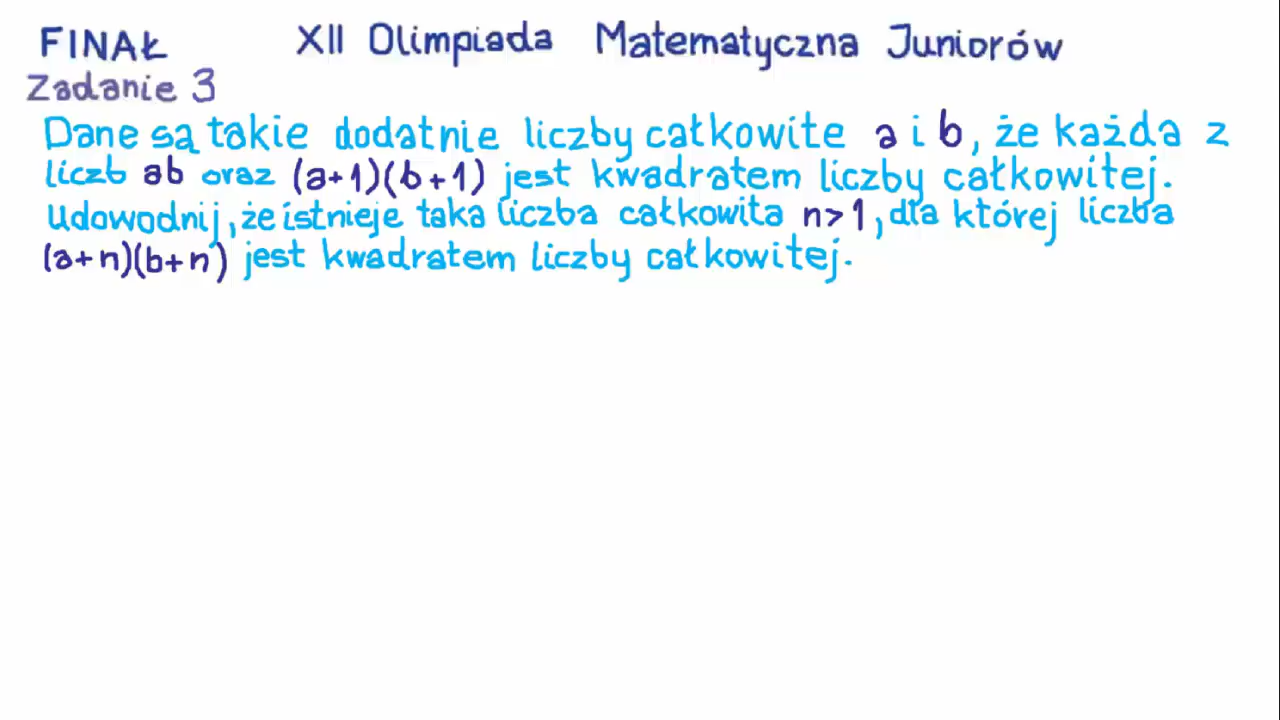 FINAŁ XII Olimpiada Matematyczna Juniorów
Zadanie 3
Dane są takie dodatnie liczby całkowite a i b, że każda z
liczb ab oraz (a+1)(b+1) jest kwadratem liczby całkowitej.
Udowodnij, że istnieje taka liczba całkowita n>1, dla której liczba
(a+n)(b+n) jest kwadratem liczby całkowitej.